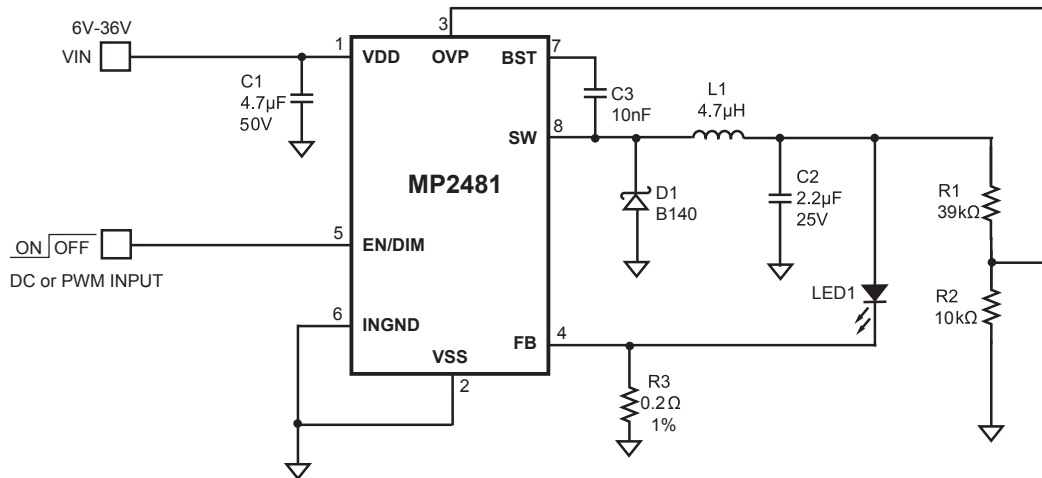 6V-36V
VIN
3
1
VDD
OVP
BST
7
C1
4.7µF
50V
C3
10nF
L1
4.7µH
SW
8
MP2481
D1
B140
C2
2.2µF
25V
R1
39kΩ
ON OFF
5
EN/DIM
DC or PWM INPUT
LED1
R2
10kΩ
6
INGND
FB
4
VSS
2
R3
0.2Ω
1%